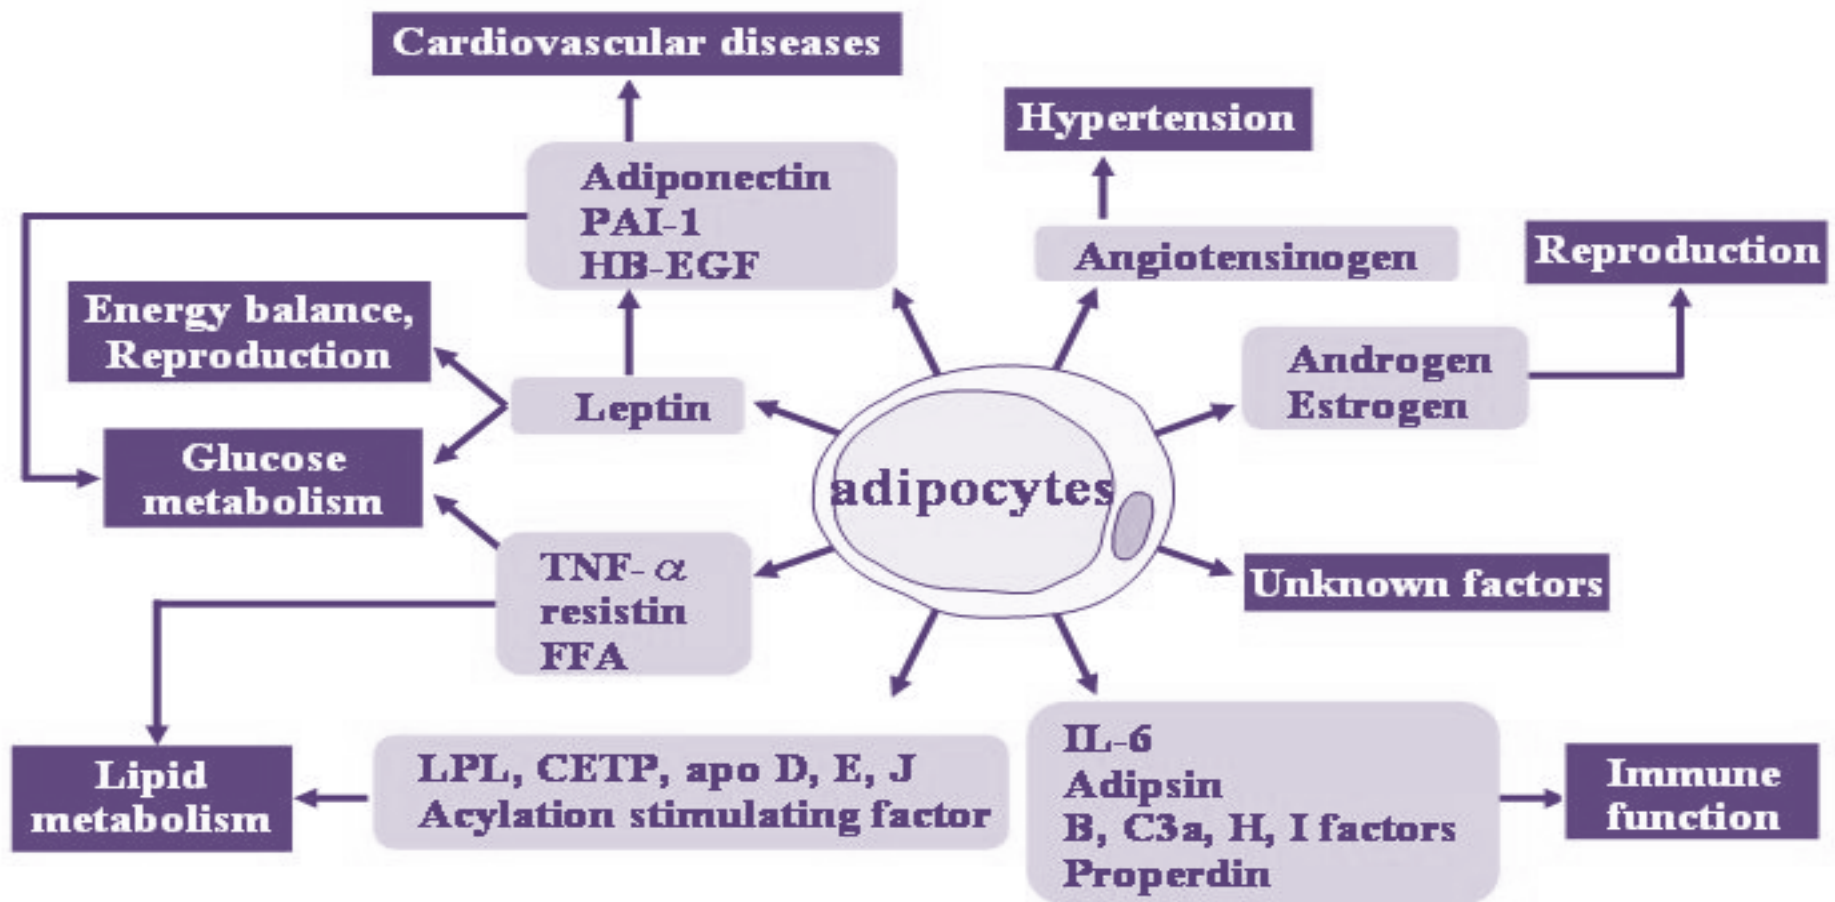 Cardiovascular diseases
Hypertension
Adiponectin
PAI-1
HB-EGF
Angiotensinogen
Reproduction
Energy balance,
Reproduction
Androgen
Estrogen
Leptin
Glucose
metabolism
adipocytes
TNF- α
resistin
FFA
Unknown factors
Lipid
metabolism
LPL, CETP, apo D, E, J
Acylation stimulating factor
IL-6
Adipsin
B, C3a, H, I factors
Properdin
Immune
function